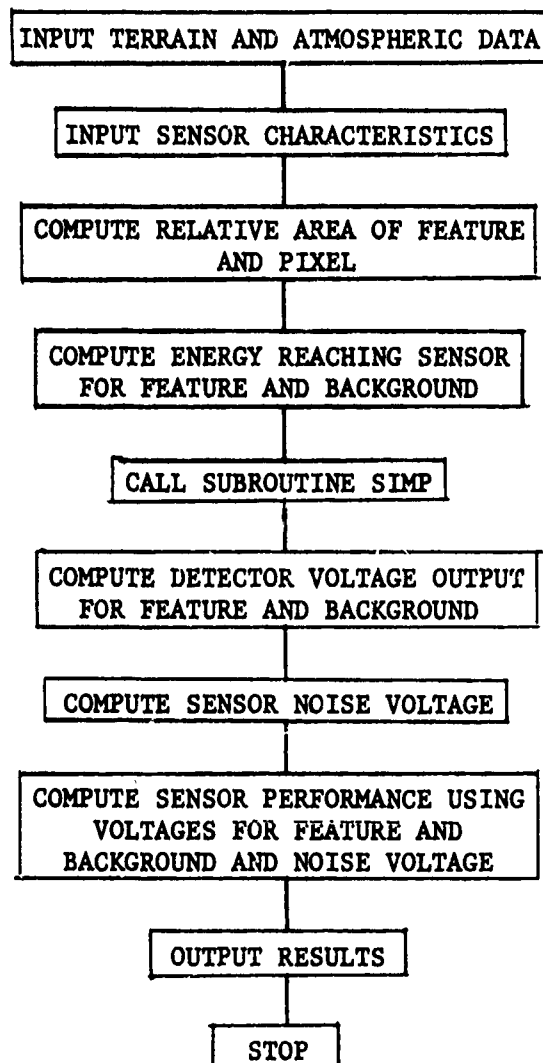 INPUT TERRAIN AND ATMOSPHERIC DATA
INPUT SENSOR CHARACTERISTICS
COMPUTE RELATIVE AREA OF FEATURE
AND PIXEL
COMPUTE ENERGY REACHING SENSOR
FOR FEATURE AND BACKGROUND
CALL SUBROUTINE SIMP
COMPUTE DETECTOR VOLTAGE OUTPUT
FOR FEATURE AND BACKGROUND
COMPUTE SENSOR NOISE VOLTAGE
COMPUTE SENSOR PERFORMANCE USING
VOLTAGES FOR FEATURE AND
BACKGROUND AND NOISE VOLTAGE
OUTPUT RESULTS
STOP